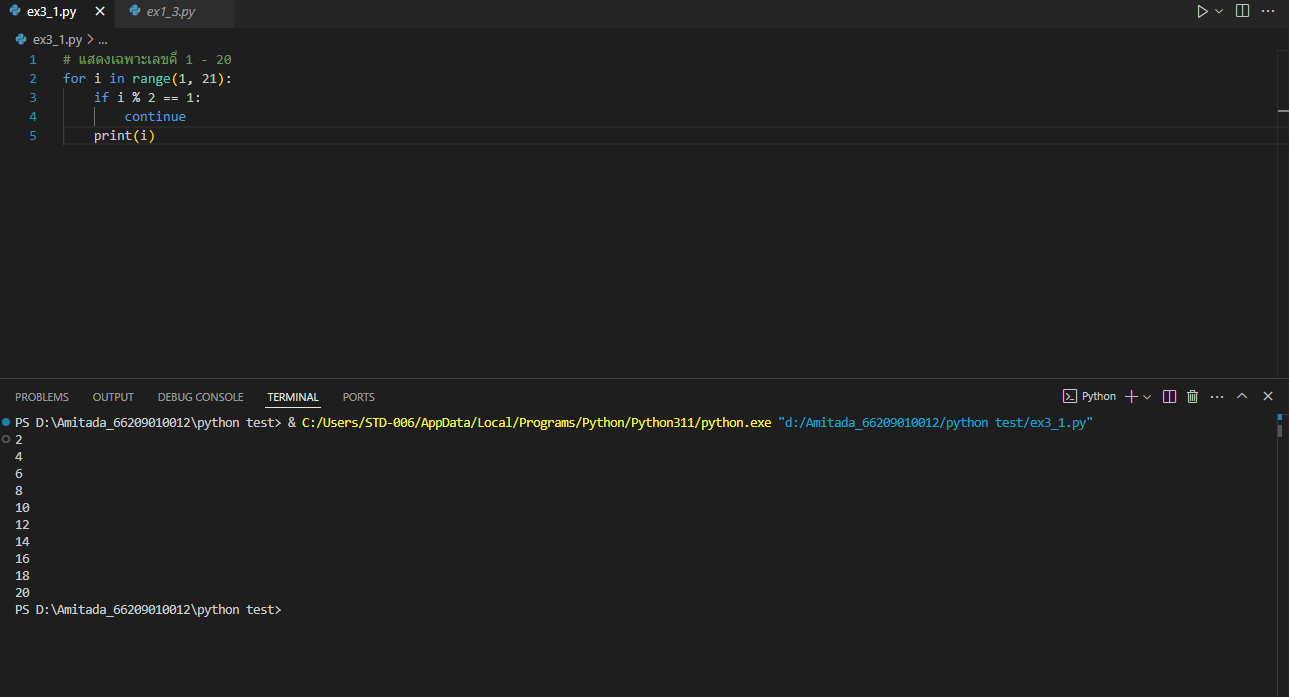 ex3_1.py ex1_3.py
ex3_1.py > ...
1 # แสดงเฉพาะเลขคี่ 1 - 20
2 for i in range(1, 21):
3 if i % 2 == 1:
4 continue
5 print(i)
PROBLEMS OUTPUT DEBUG CONSOLE TERMINAL PORTS Python
PS D:\Amitada_66209010012\python test> & C:/Users/STD-006/AppData/Local/Programs/Python/Python311/python.exe "d:/Amitada_66209010012/python test/ex3_1.py"
2
4
6
8
10
12
14
16
18
20
PS D:\Amitada_66209010012\python test>